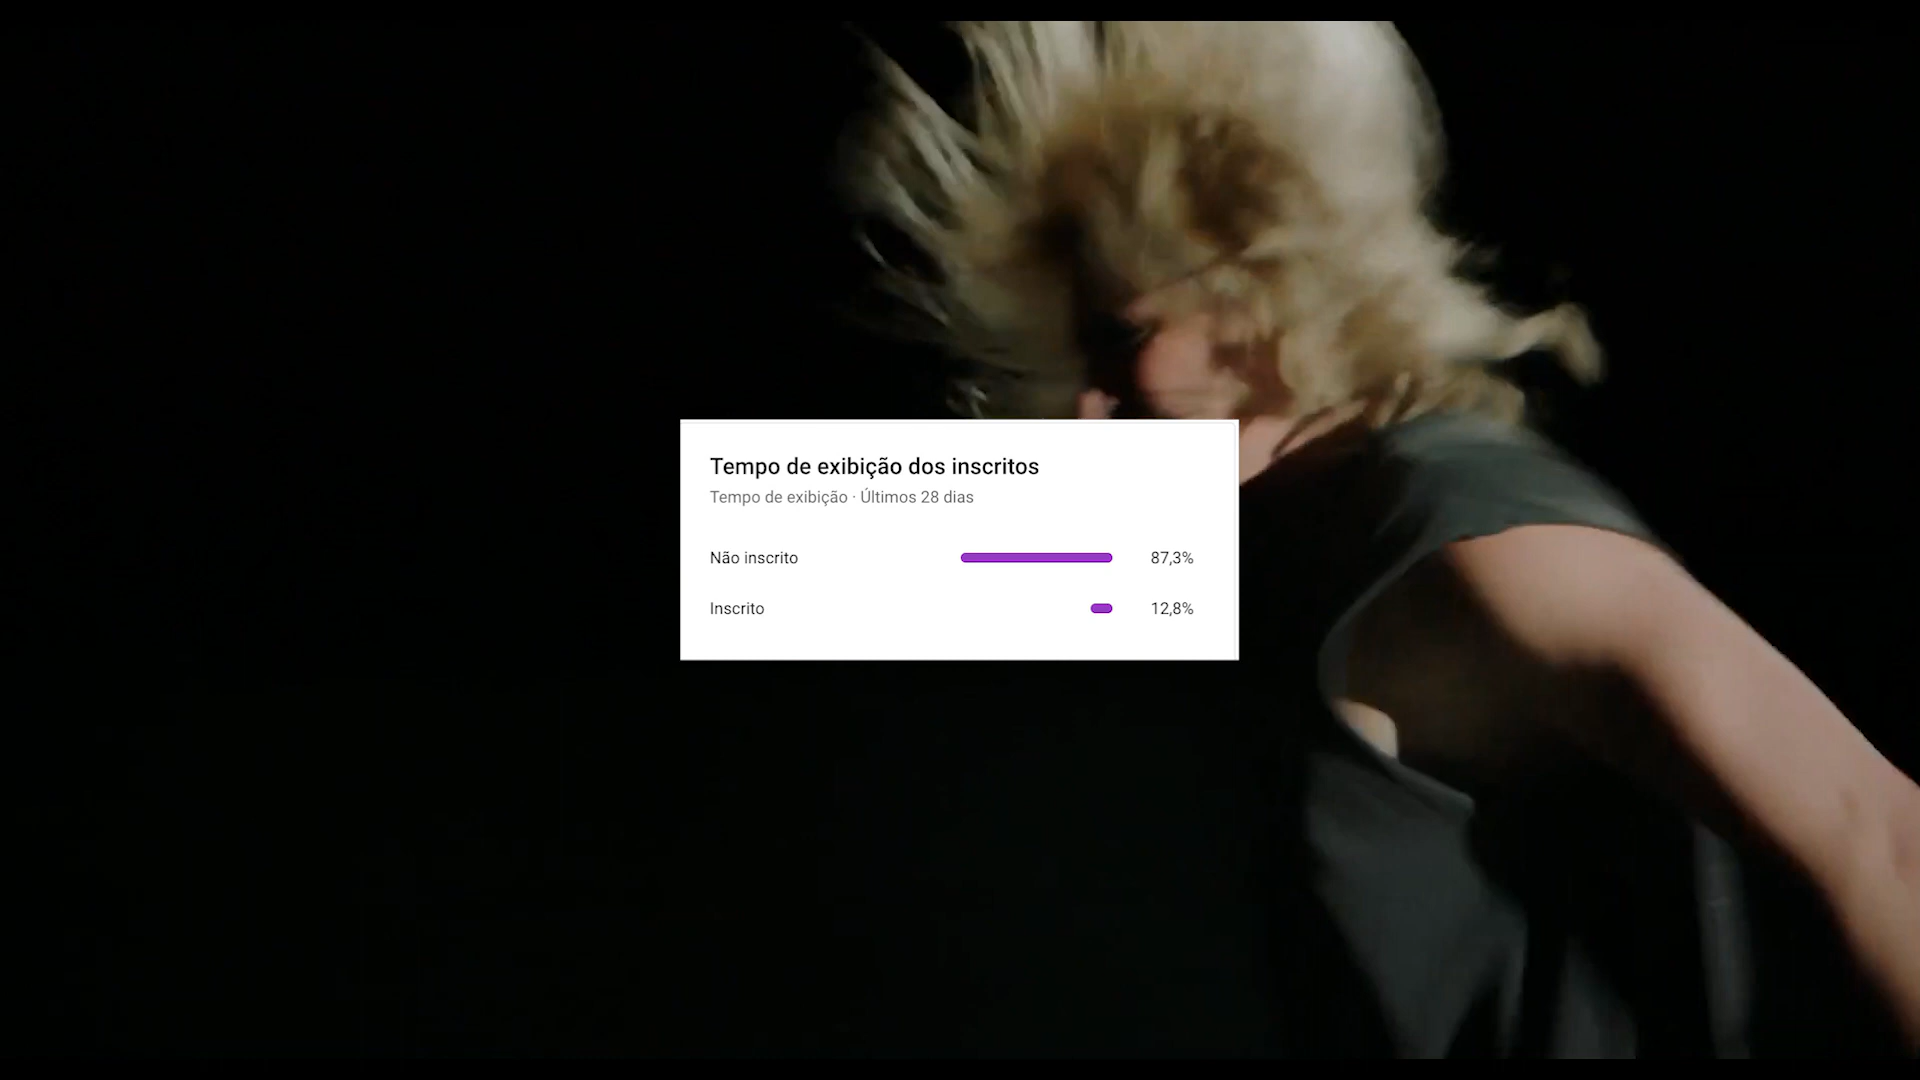 Tempo de exibição dos inscritos
Tempo de exibição · Últimos 28 dias
Não inscrito 87,3%
Inscrito 12,8%